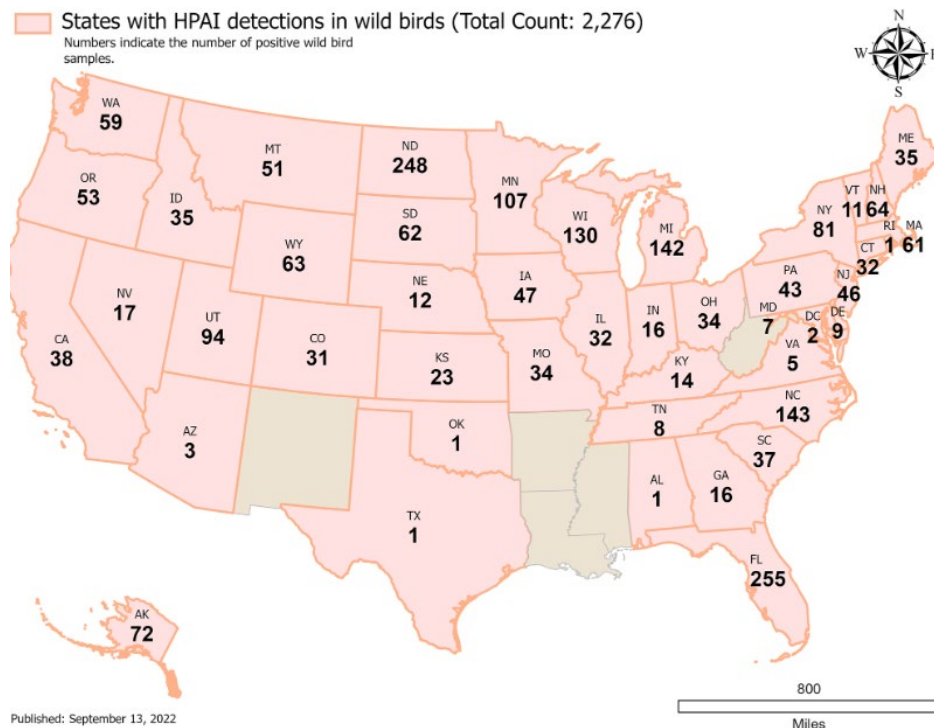 States with HPAI detections in wild birds (Total Count: 2,276)
Numbers indicate the number of positive wild bird
samples.
N
W
E
S
WA
59
MT
51
ND
248
MN
107
ME
35
OR
53
ID
35
SD
62
WI
130
MI
142
NY
81
VT
11
NH
64
RI
1
MA
61
WY
63
CT
32
NE
12
IA
47
PA
43
NJ
46
NV
17
UT
94
CO
31
IL
32
IN
16
OH
34
MD
7
DC
2
DE
9
CA
38
KS
23
MO
34
KY
14
VA
5
AZ
3
OK
1
TN
8
NC
143
SC
37
AL
1
GA
16
TX
1
FL
255
AK
72
800
Miles
Published: September 13, 2022